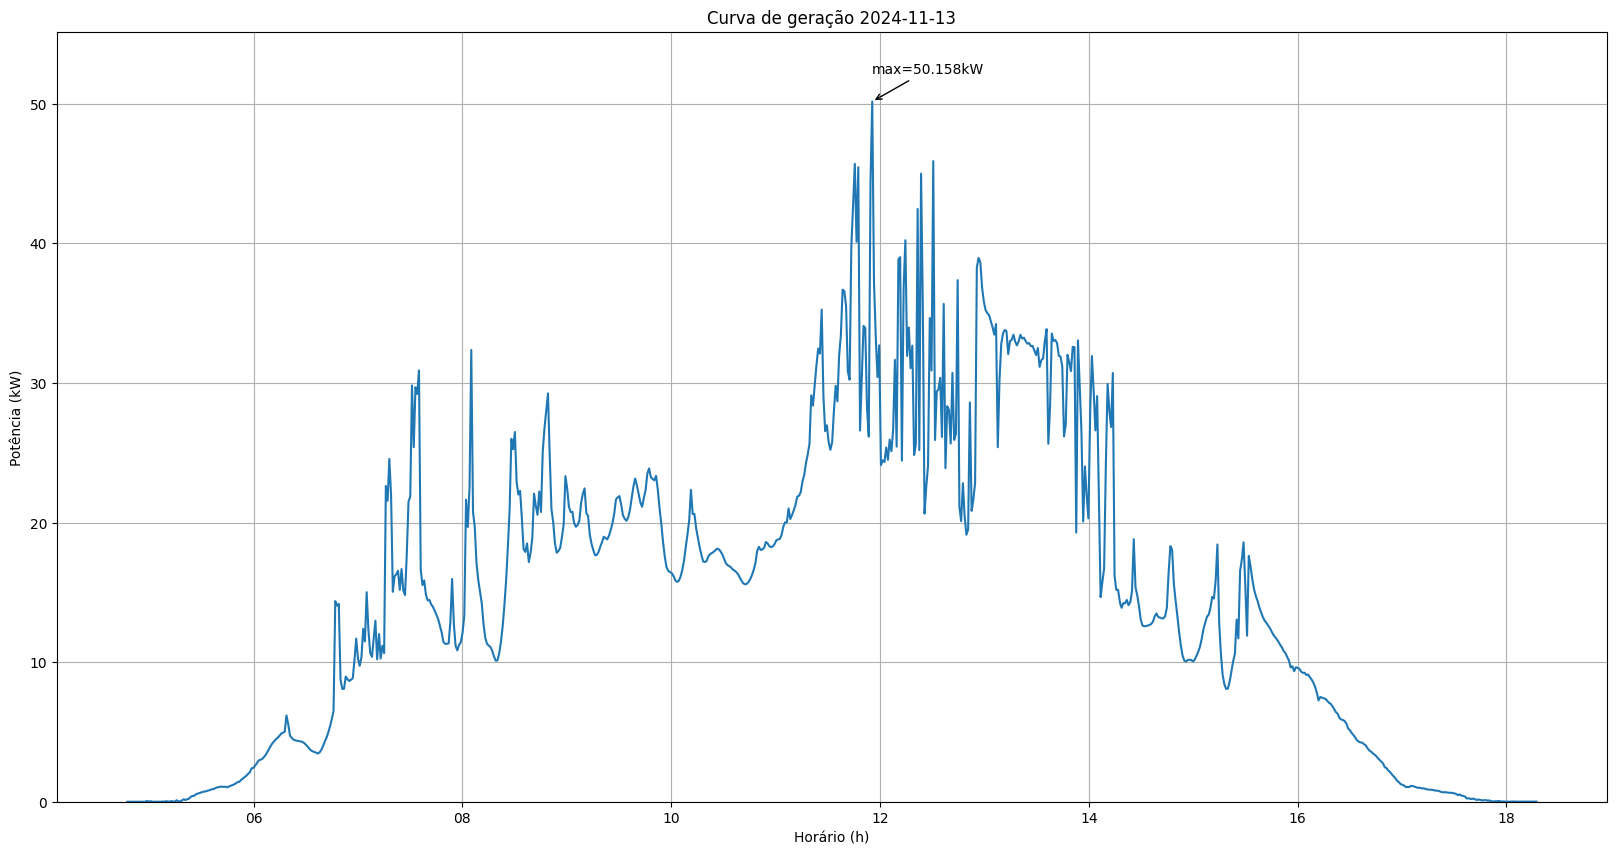 Curva de geração 2024-11-13
max=50.158kW
50
40
30
20
10
0
Potência (kW)
06 08 10 12 14 16 18
Horário (h)